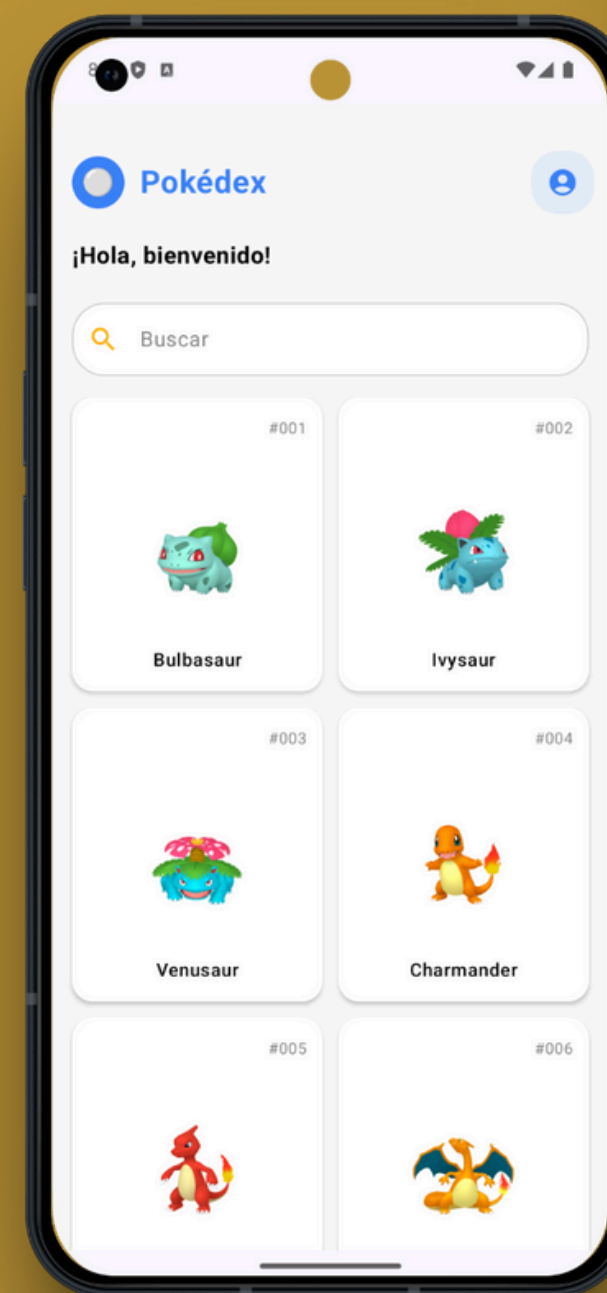 Pokédex
¡Hola, bienvenido!
Buscar
#001
#002
Bulbasaur
Ivysaur
#003
#004
Venusaur
Charmander
#005
#006